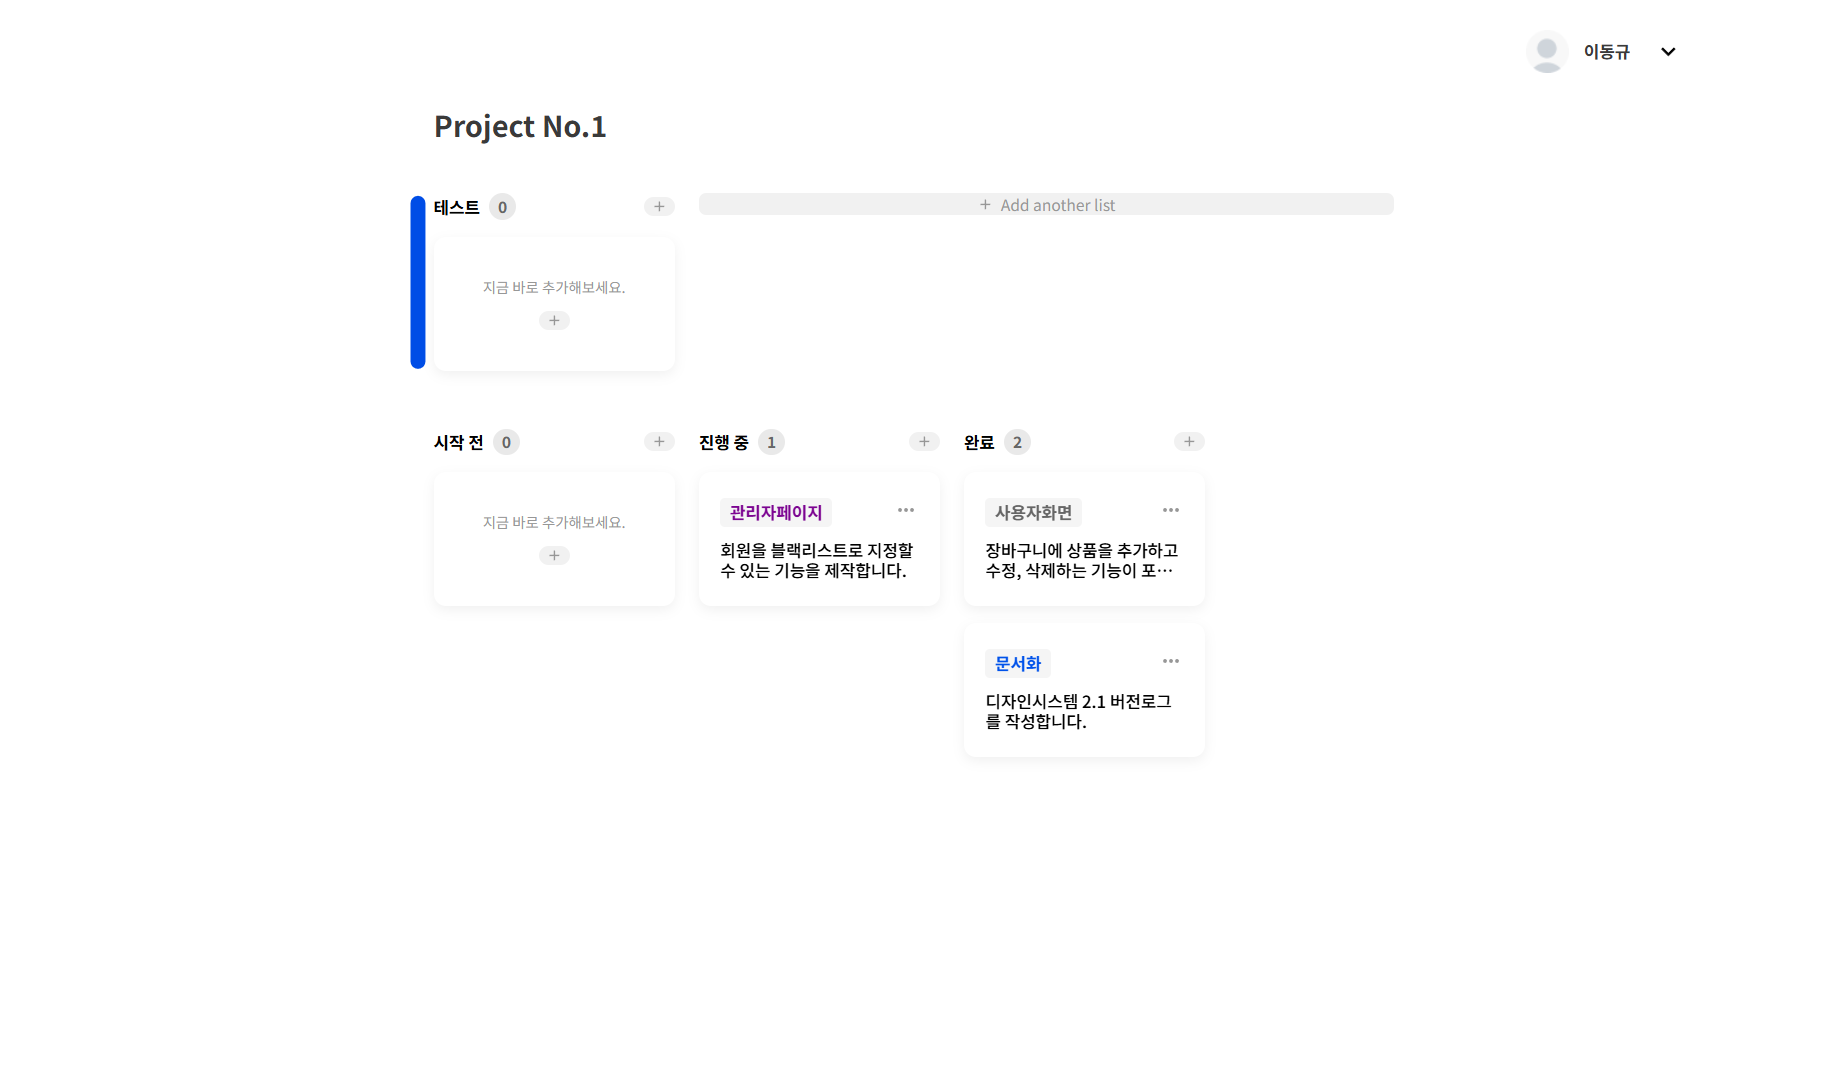 이동규
Project No.1
테스트 0 +
+ Add another list
지금 바로 추가해보세요.
+
시작 전 0 +
지금 바로 추가해보세요.
+
진행 중 1 +
관리자페이지 ···
회원을 블랙리스트로 지정할
수 있는 기능을 제작합니다.
완료 2 +
사용자화면 ···
장바구니에 상품을 추가하고
수정, 삭제하는 기능이 포···
문서화 ···
디자인시스템 2.1 버전로그
를 작성합니다.